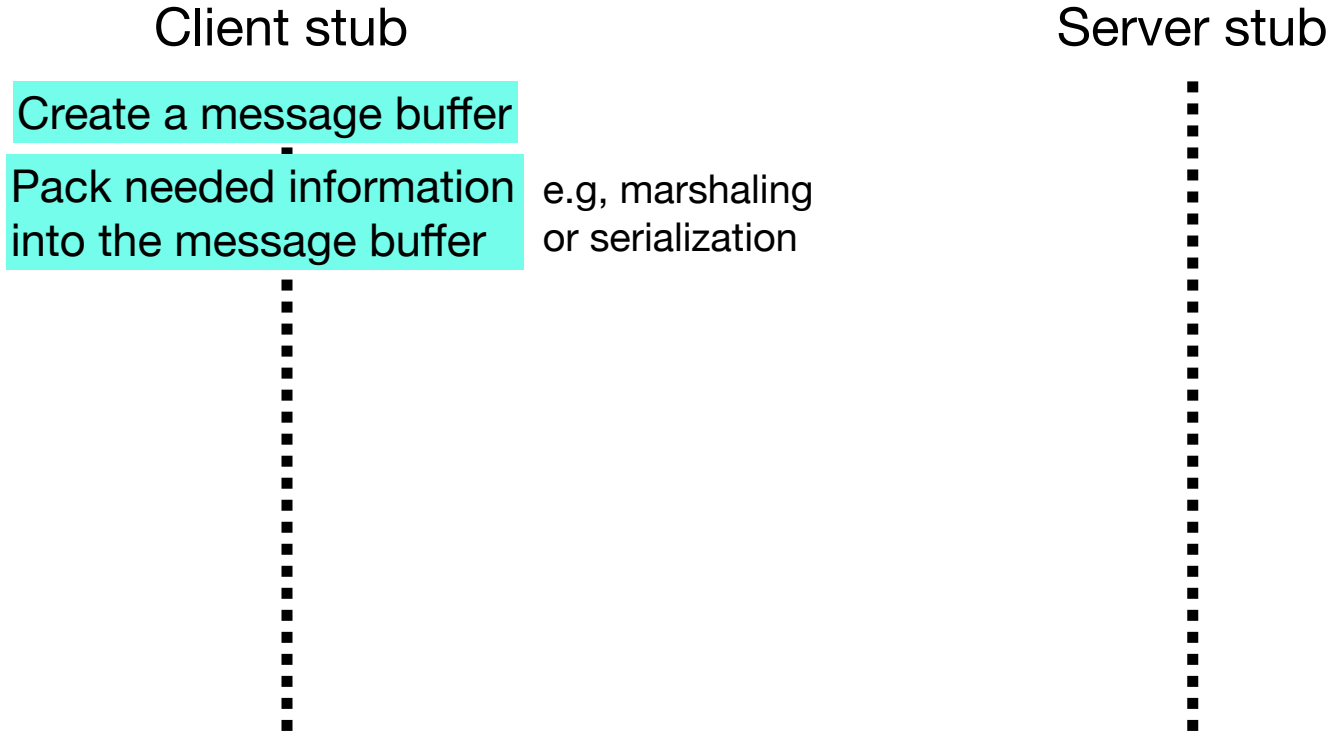 Client stub
Server stub
Create a message buffer
Pack needed information
into the message buffer
e.g, marshaling
or serialization